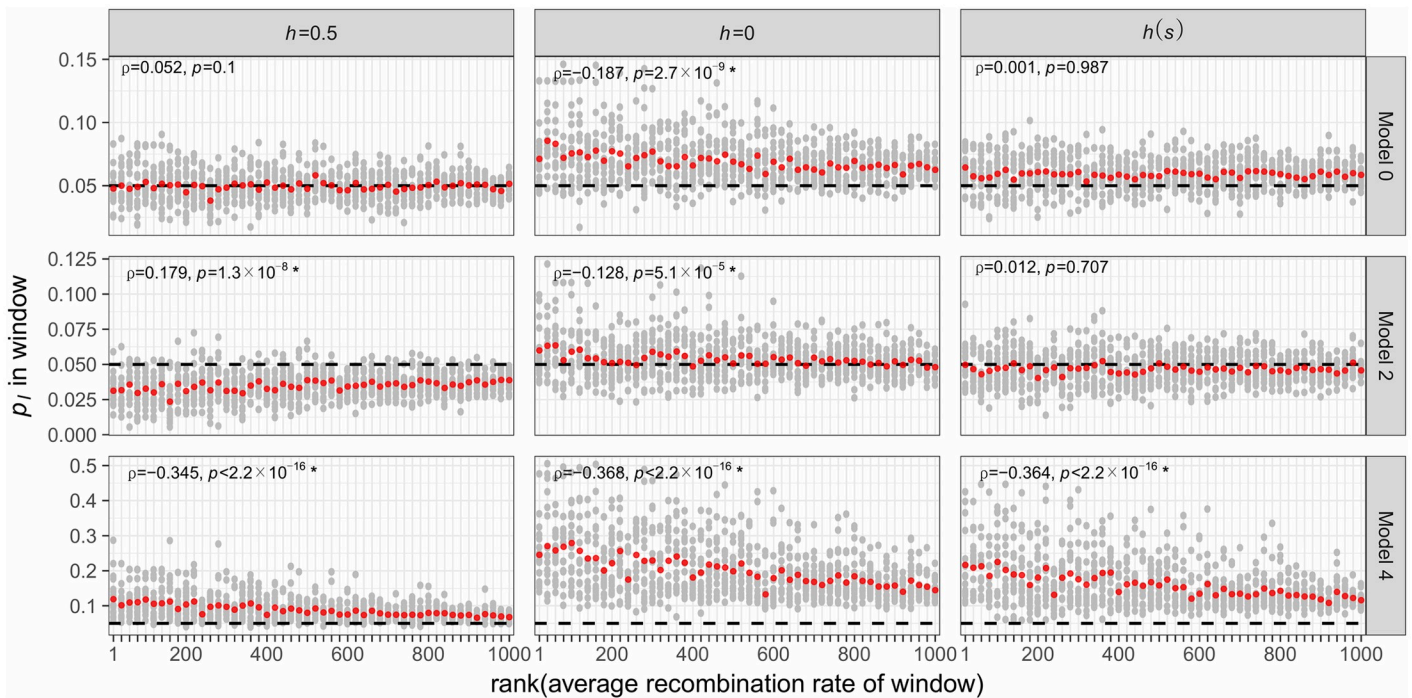 h=0.5 h=0 h(s)
0.15
0.10
0.05
ρ=0.052, p=0.1
ρ=−0.187, p=2.7×10⁻⁹ *
ρ=0.001, p=0.987
Model 0
0.125
0.100
0.075
0.050
0.025
0.000
ρ=0.179, p=1.3×10⁻⁸ *
ρ=−0.128, p=5.1×10⁻⁵ *
ρ=0.012, p=0.707
Model 2
0.5
0.4
0.3
0.2
0.1
ρ=−0.345, p<2.2×10⁻¹⁶ *
ρ=−0.368, p<2.2×10⁻¹⁶ *
ρ=−0.364, p<2.2×10⁻¹⁶ *
Model 4
p_I in window
1 200 400 600 800 1000 1 200 400 600 800 1000 1 200 400 600 800 1000
rank(average recombination rate of window)